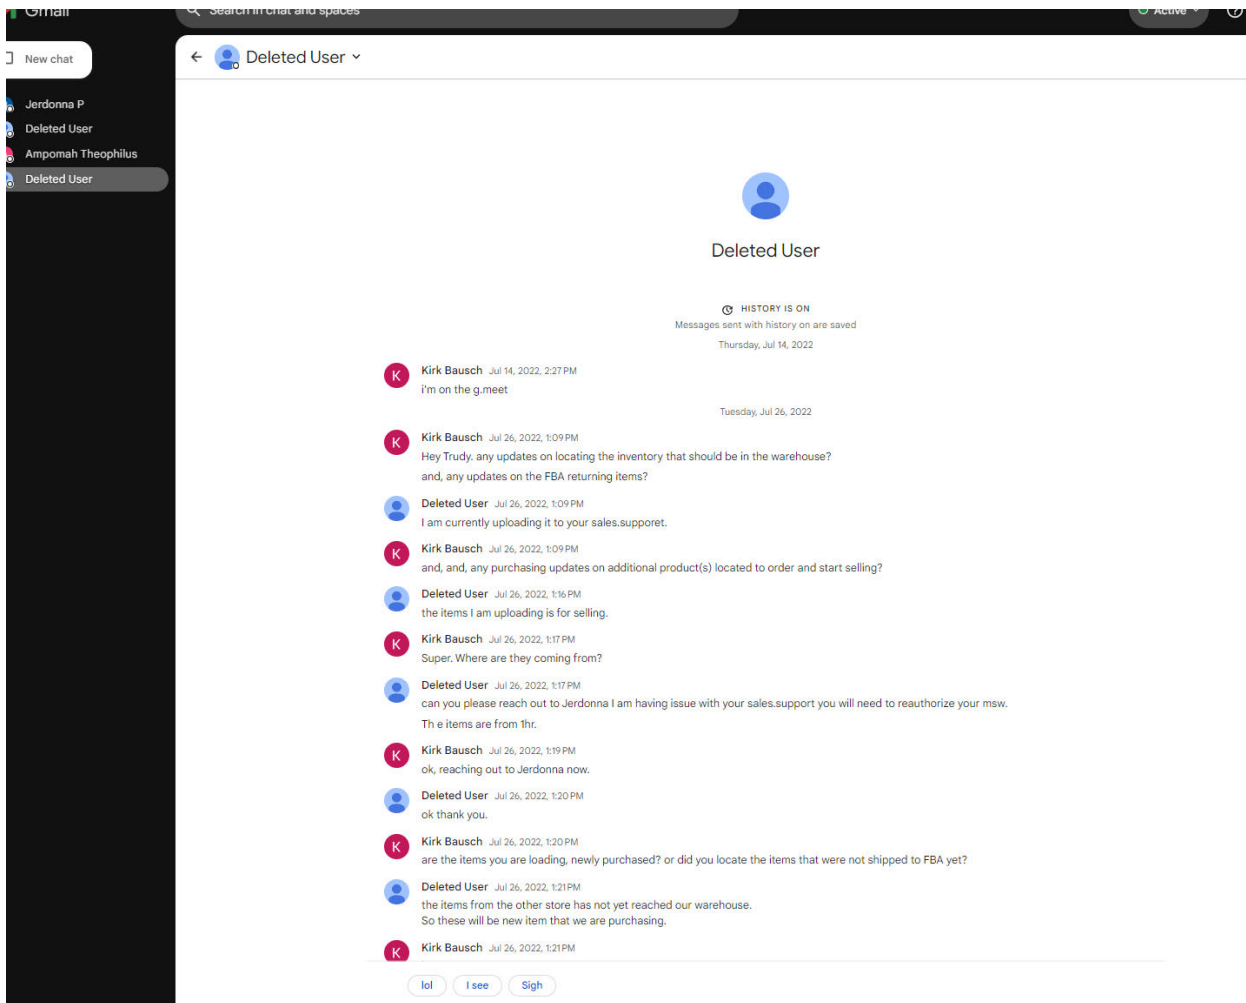 Gmail
Search in chat and spaces
Active
New chat
Deleted User
Jerdonna P
Deleted User
Ampomah Theophilus
Deleted User
Deleted User
HISTORY IS ON
Messages sent with history on are saved
Thursday, Jul 14, 2022
K
Kirk Bausch Jul 14, 2022, 2:27 PM
i'm on the g.meet
Tuesday, Jul 26, 2022
K
Kirk Bausch Jul 26, 2022, 1:09 PM
Hey Trudy. any updates on locating the inventory that should be in the warehouse?
and, any updates on the FBA returning items?
Deleted User Jul 26, 2022, 1:09 PM
I am currently uploading it to your sales.supporet.
K
Kirk Bausch Jul 26, 2022, 1:09 PM
and, and, any purchasing updates on additional product(s) located to order and start selling?
Deleted User Jul 26, 2022, 1:16 PM
the items I am uploading is for selling.
K
Kirk Bausch Jul 26, 2022, 1:17 PM
Super. Where are they coming from?
Deleted User Jul 26, 2022, 1:17 PM
can you please reach out to Jerdonna I am having issue with your sales.support you will need to reauthorize your msw.
Th e items are from 1hr.
K
Kirk Bausch Jul 26, 2022, 1:19 PM
ok, reaching out to Jerdonna now.
Deleted User Jul 26, 2022, 1:20 PM
ok thank you.
K
Kirk Bausch Jul 26, 2022, 1:20 PM
are the items you are loading, newly purchased? or did you locate the items that were not shipped to FBA yet?
Deleted User Jul 26, 2022, 1:21 PM
the items from the other store has not yet reached our warehouse.
So these will be new item that we are purchasing.
K
Kirk Bausch Jul 26, 2022, 1:21 PM
lol
I see
Sigh